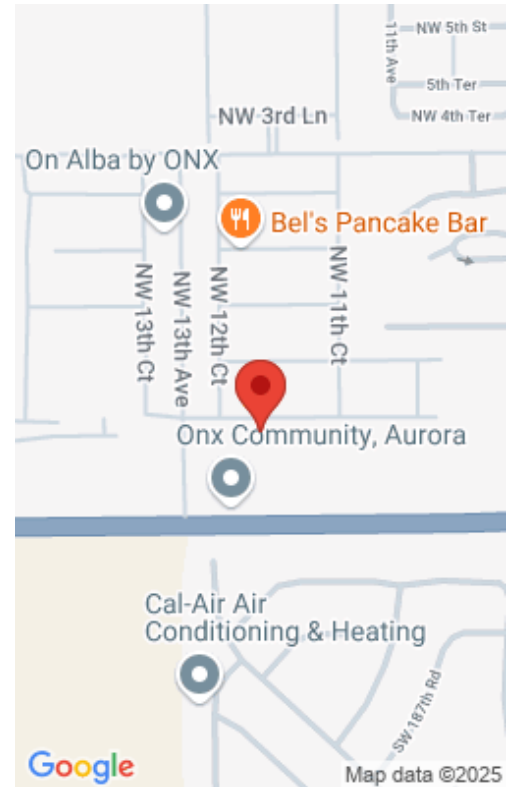 NW 5th St
11th Ave
5th Ter
NW 4th Ter
NW 3rd Ln
On Alba by ONX
Bel's Pancake Bar
NW 13th Ct
NW 13th Ave
NW 12th Ct
NW 11th Ct
Onx Community, Aurora
Cal-Air Air
Conditioning & Heating
SW 187th Rd
Google
Map data ©2025